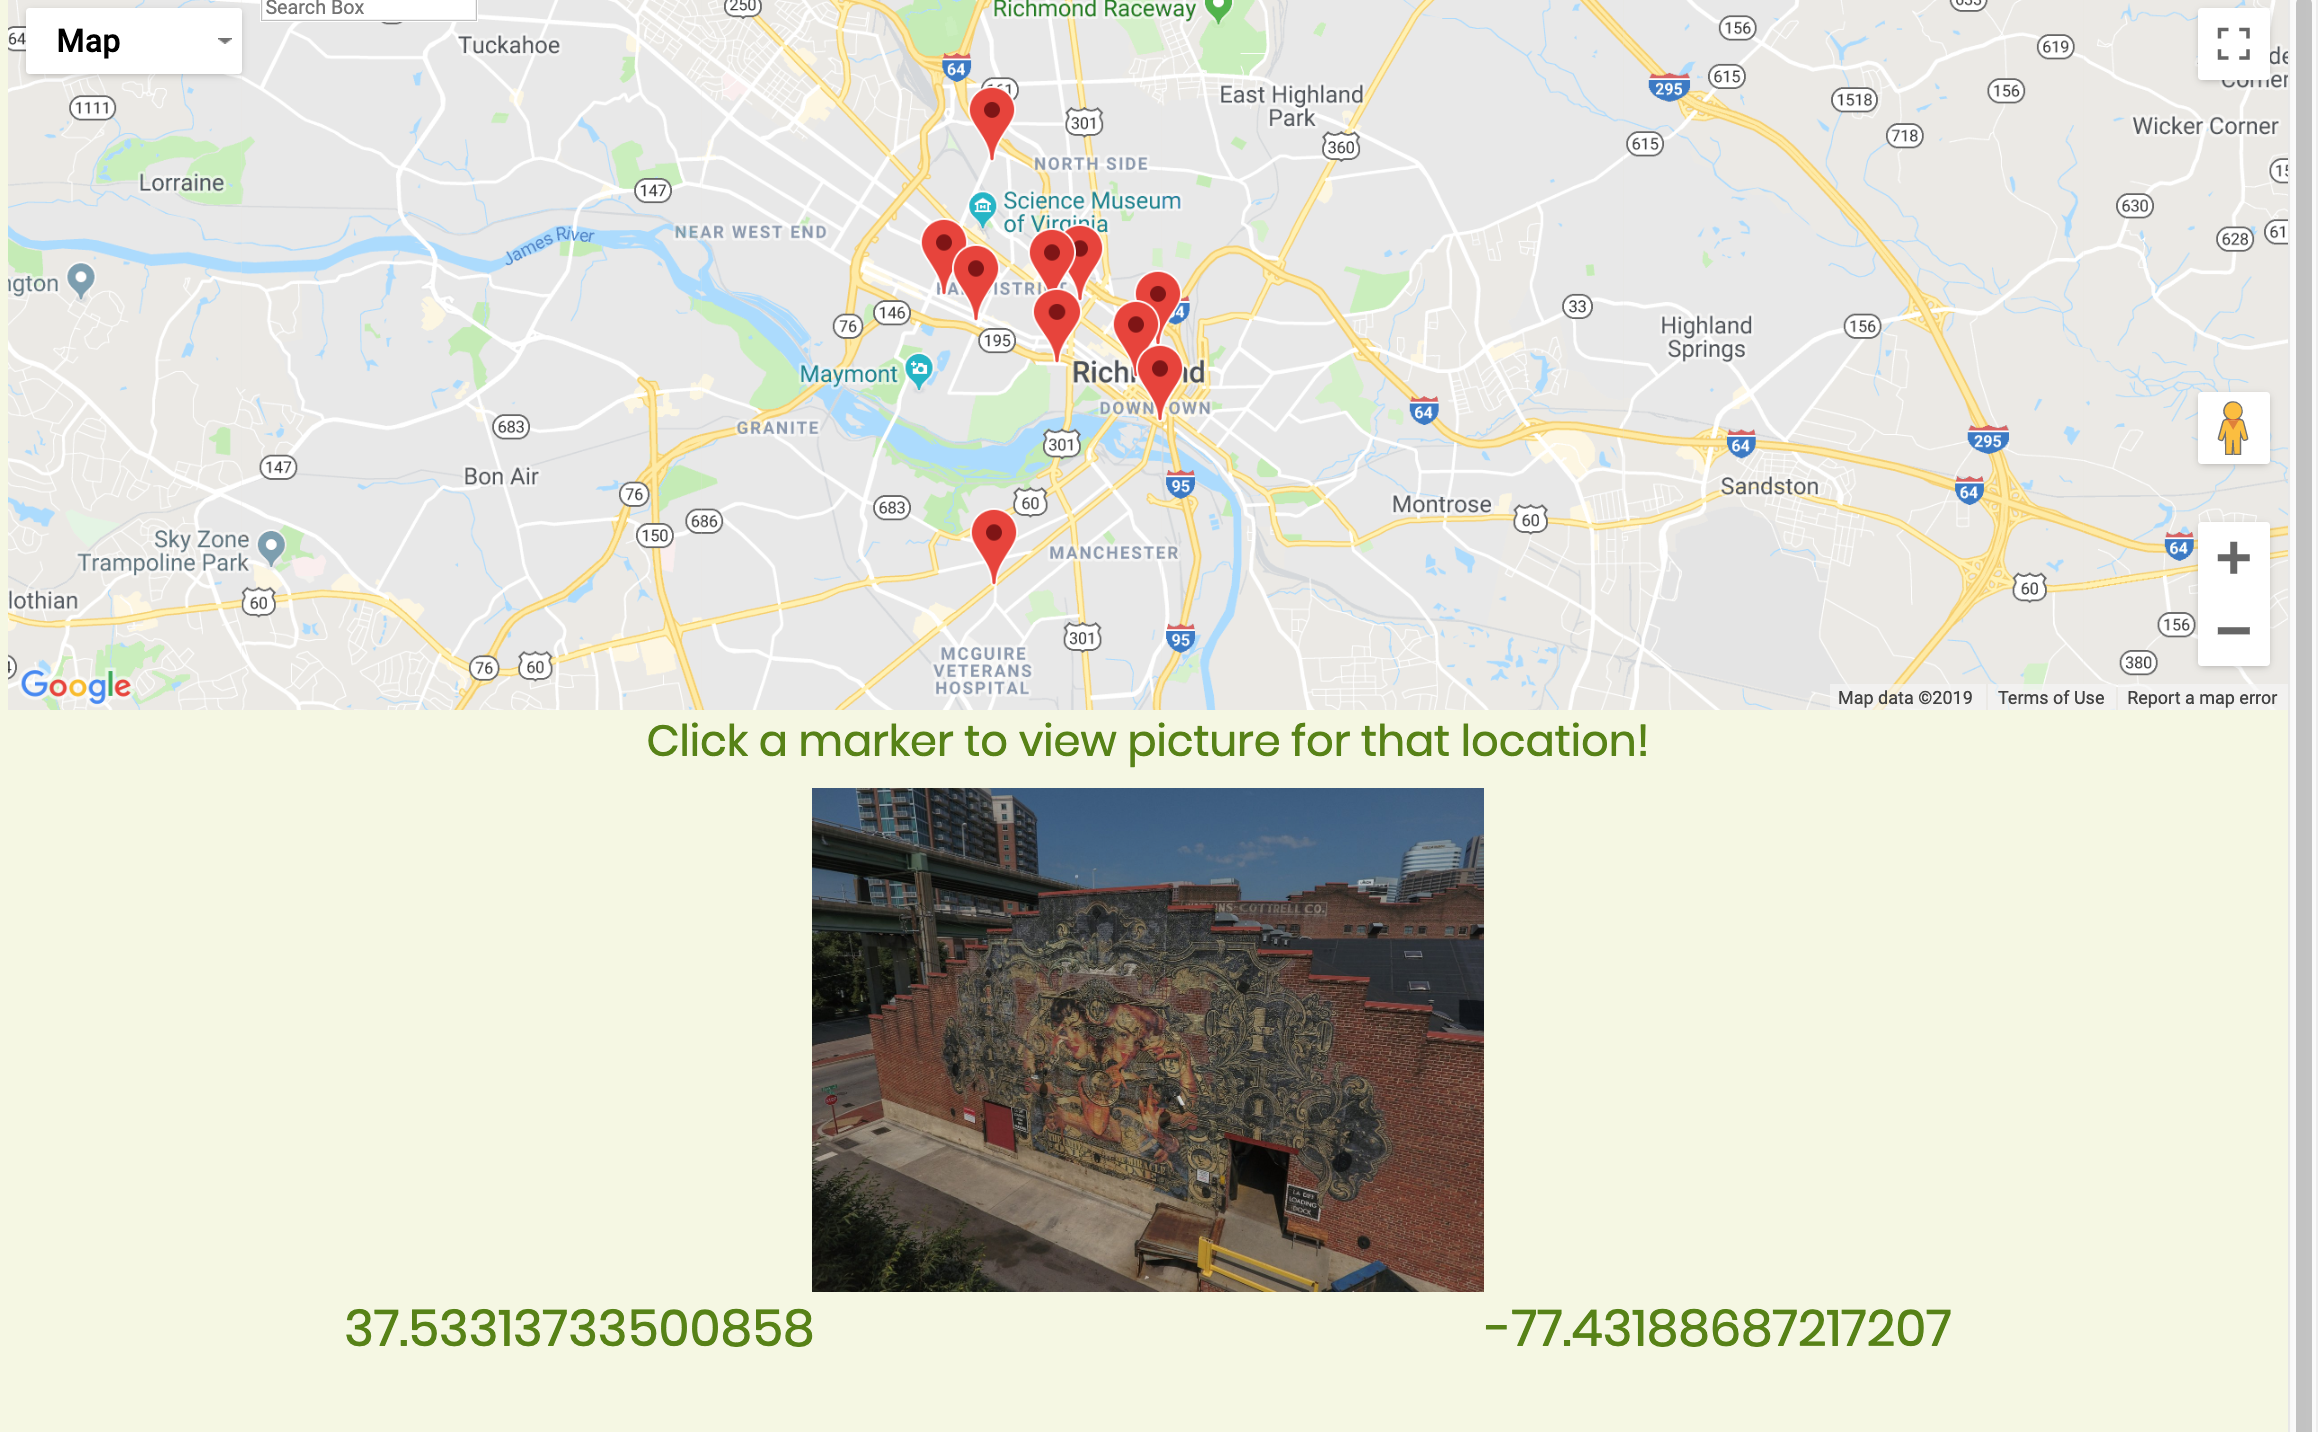 Search Box
Map
250
Richmond Raceway
Tuckahoe
64
156
619
615
295
1111
156
1518
East Highland
Park
301
360
615
718
Wicker Corner
NORTH SIDE
Lorraine
147
Science Museum
of Virginia
630
NEAR WEST END
James River
628
33
146
76
195
156
Highland
Springs
Maymont
Richmond
DOWNTOWN
64
GRANITE
683
301
64
295
147
Bon Air
76
95
Sandston
64
60
683
Montrose
60
686
150
Sky Zone
Trampoline Park
MANCHESTER
64
60
60
lothian
301
95
156
MCGUIRE
VETERANS
HOSPITAL
76
60
380
Google
Map data ©2019
Terms of Use
Report a map error
Click a marker to view picture for that location!
NS-COTTRELL CO.
LOADING
DOCK
37.53313733500858
-77.43188687217207